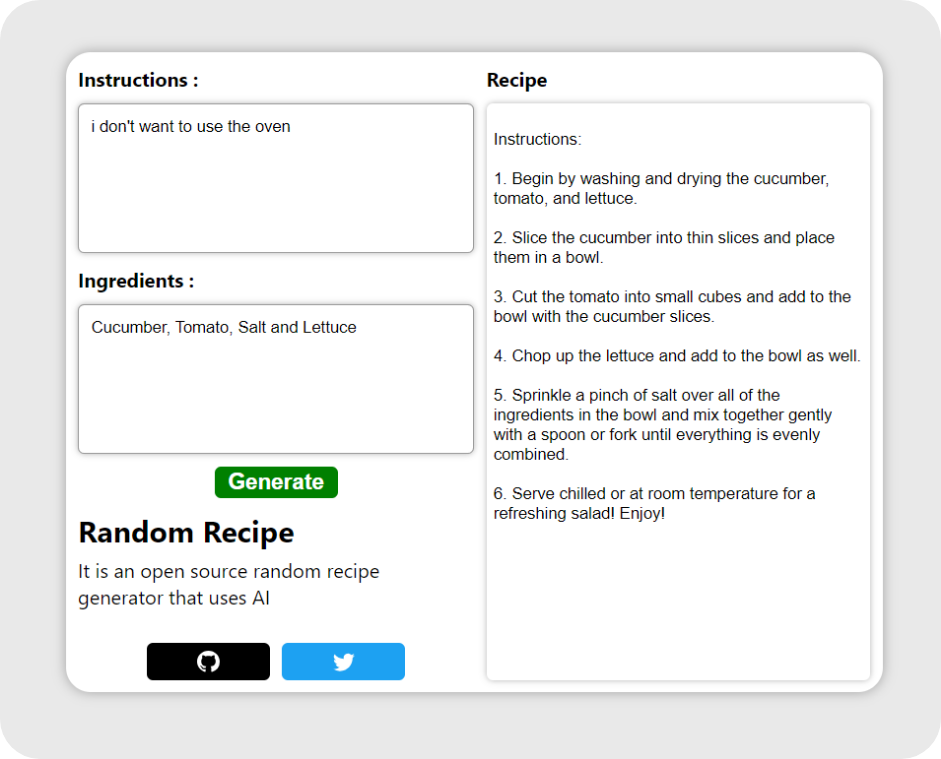 Instructions :
i don't want to use the oven
Ingredients :
Cucumber, Tomato, Salt and Lettuce
Generate
Random Recipe
It is an open source random recipe
generator that uses AI
Recipe
Instructions:
1. Begin by washing and drying the cucumber,
tomato, and lettuce.
2. Slice the cucumber into thin slices and place
them in a bowl.
3. Cut the tomato into small cubes and add to the
bowl with the cucumber slices.
4. Chop up the lettuce and add to the bowl as well.
5. Sprinkle a pinch of salt over all of the
ingredients in the bowl and mix together gently
with a spoon or fork until everything is evenly
combined.
6. Serve chilled or at room temperature for a
refreshing salad! Enjoy!